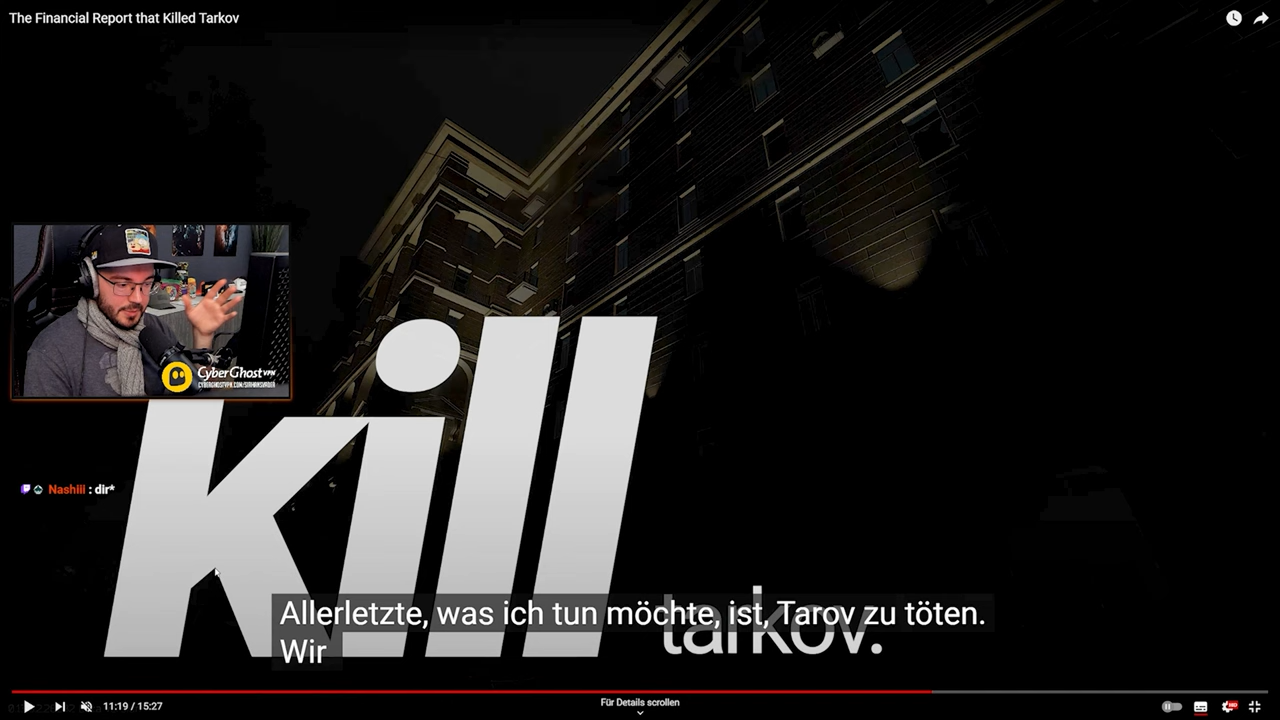 The Financial Report that Killed Tarkov
CyberGhost VPN
kill
Nashiii : dir*
tarkov.
Allerletzte, was ich tun möchte, ist, Tarov zu töten.
Wir
11:19 / 15:27
Für Details scrollen
HD